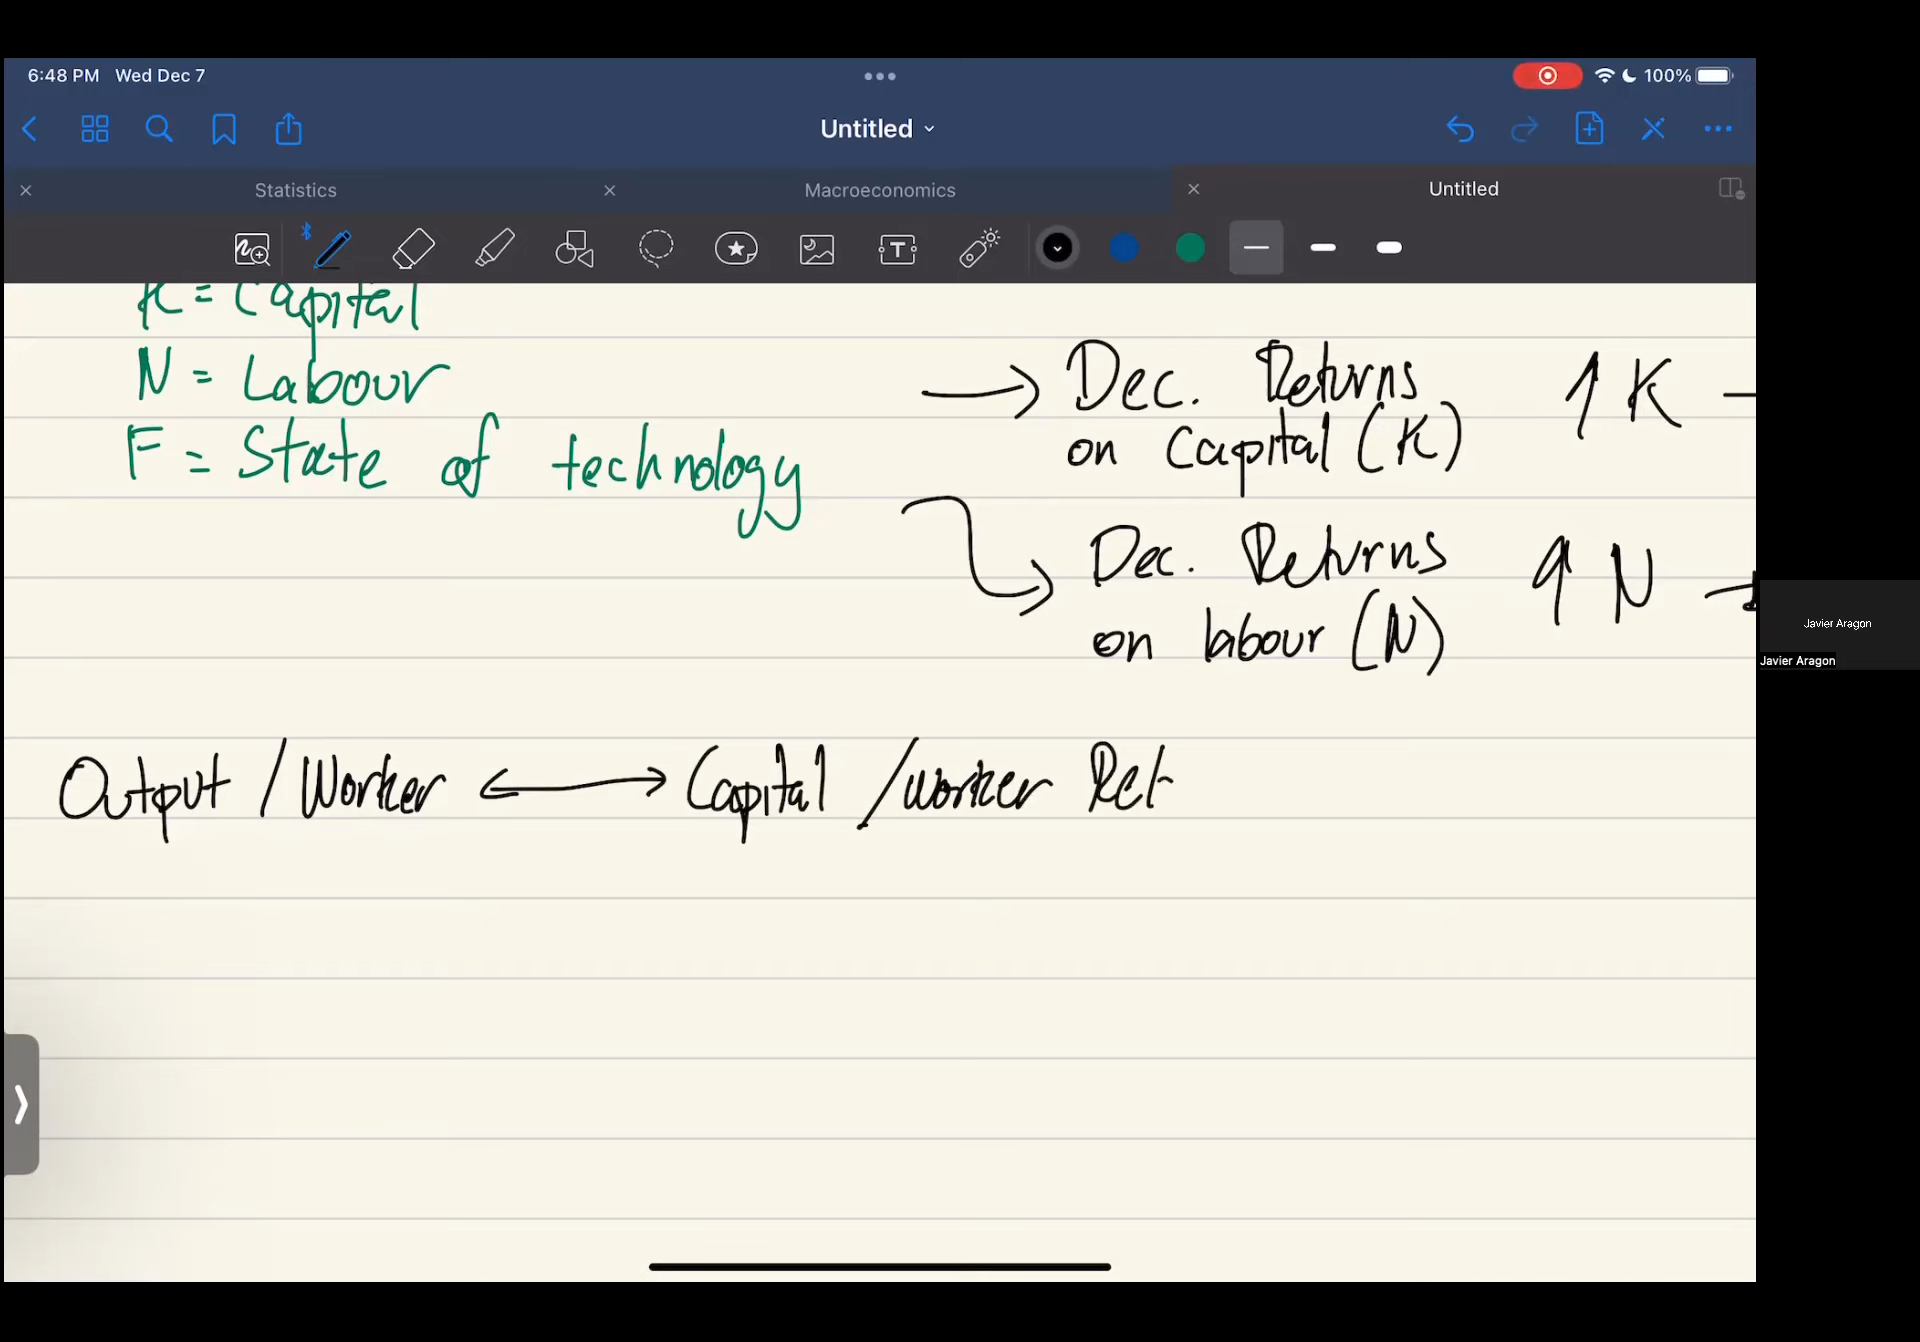 6:48 PM Wed Dec 7
100%
Untitled
Statistics
Macroeconomics
Untitled
K = Capital
N = Labour
F = State of technology
→ Dec. Returns
on Capital (K)
↑ K
Dec. Returns
on labour (N)
↑ N →
Output / Worker ↔ Capital / worker Ret
Javier Aragon
Javier Aragon